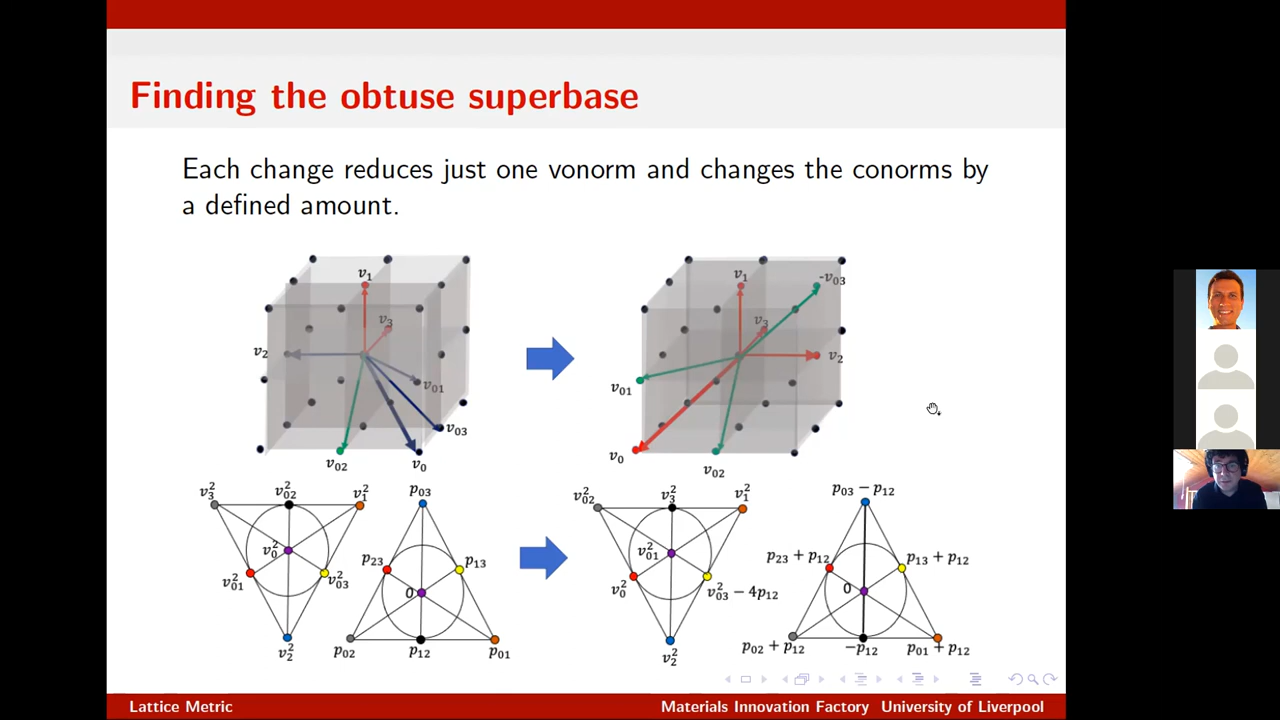 Finding the obtuse superbase
Each change reduces just one vonorm and changes the conorms by
a defined amount.
v₁
v₃
v₂
v₀₁
v₀₃
v₀₂
v₀
v₁
-v₀₃
v₃
v₂
v₀₁
v₀
v₀₂
v₃²
v₀₂²
v₁²
v₀²
v₀₁²
v₀₃²
v₂²
p₀₃
p₂₃
p₁₃
0
p₀₂
p₁₂
p₀₁
v₀₂²
v₃²
v₁²
v₀₁²
v₀²
v₀₃² − 4p₁₂
v₂²
p₀₃ − p₁₂
p₂₃ + p₁₂
p₁₃ + p₁₂
0
p₀₂ + p₁₂
−p₁₂
p₀₁ + p₁₂
Lattice Metric
Materials Innovation Factory University of Liverpool